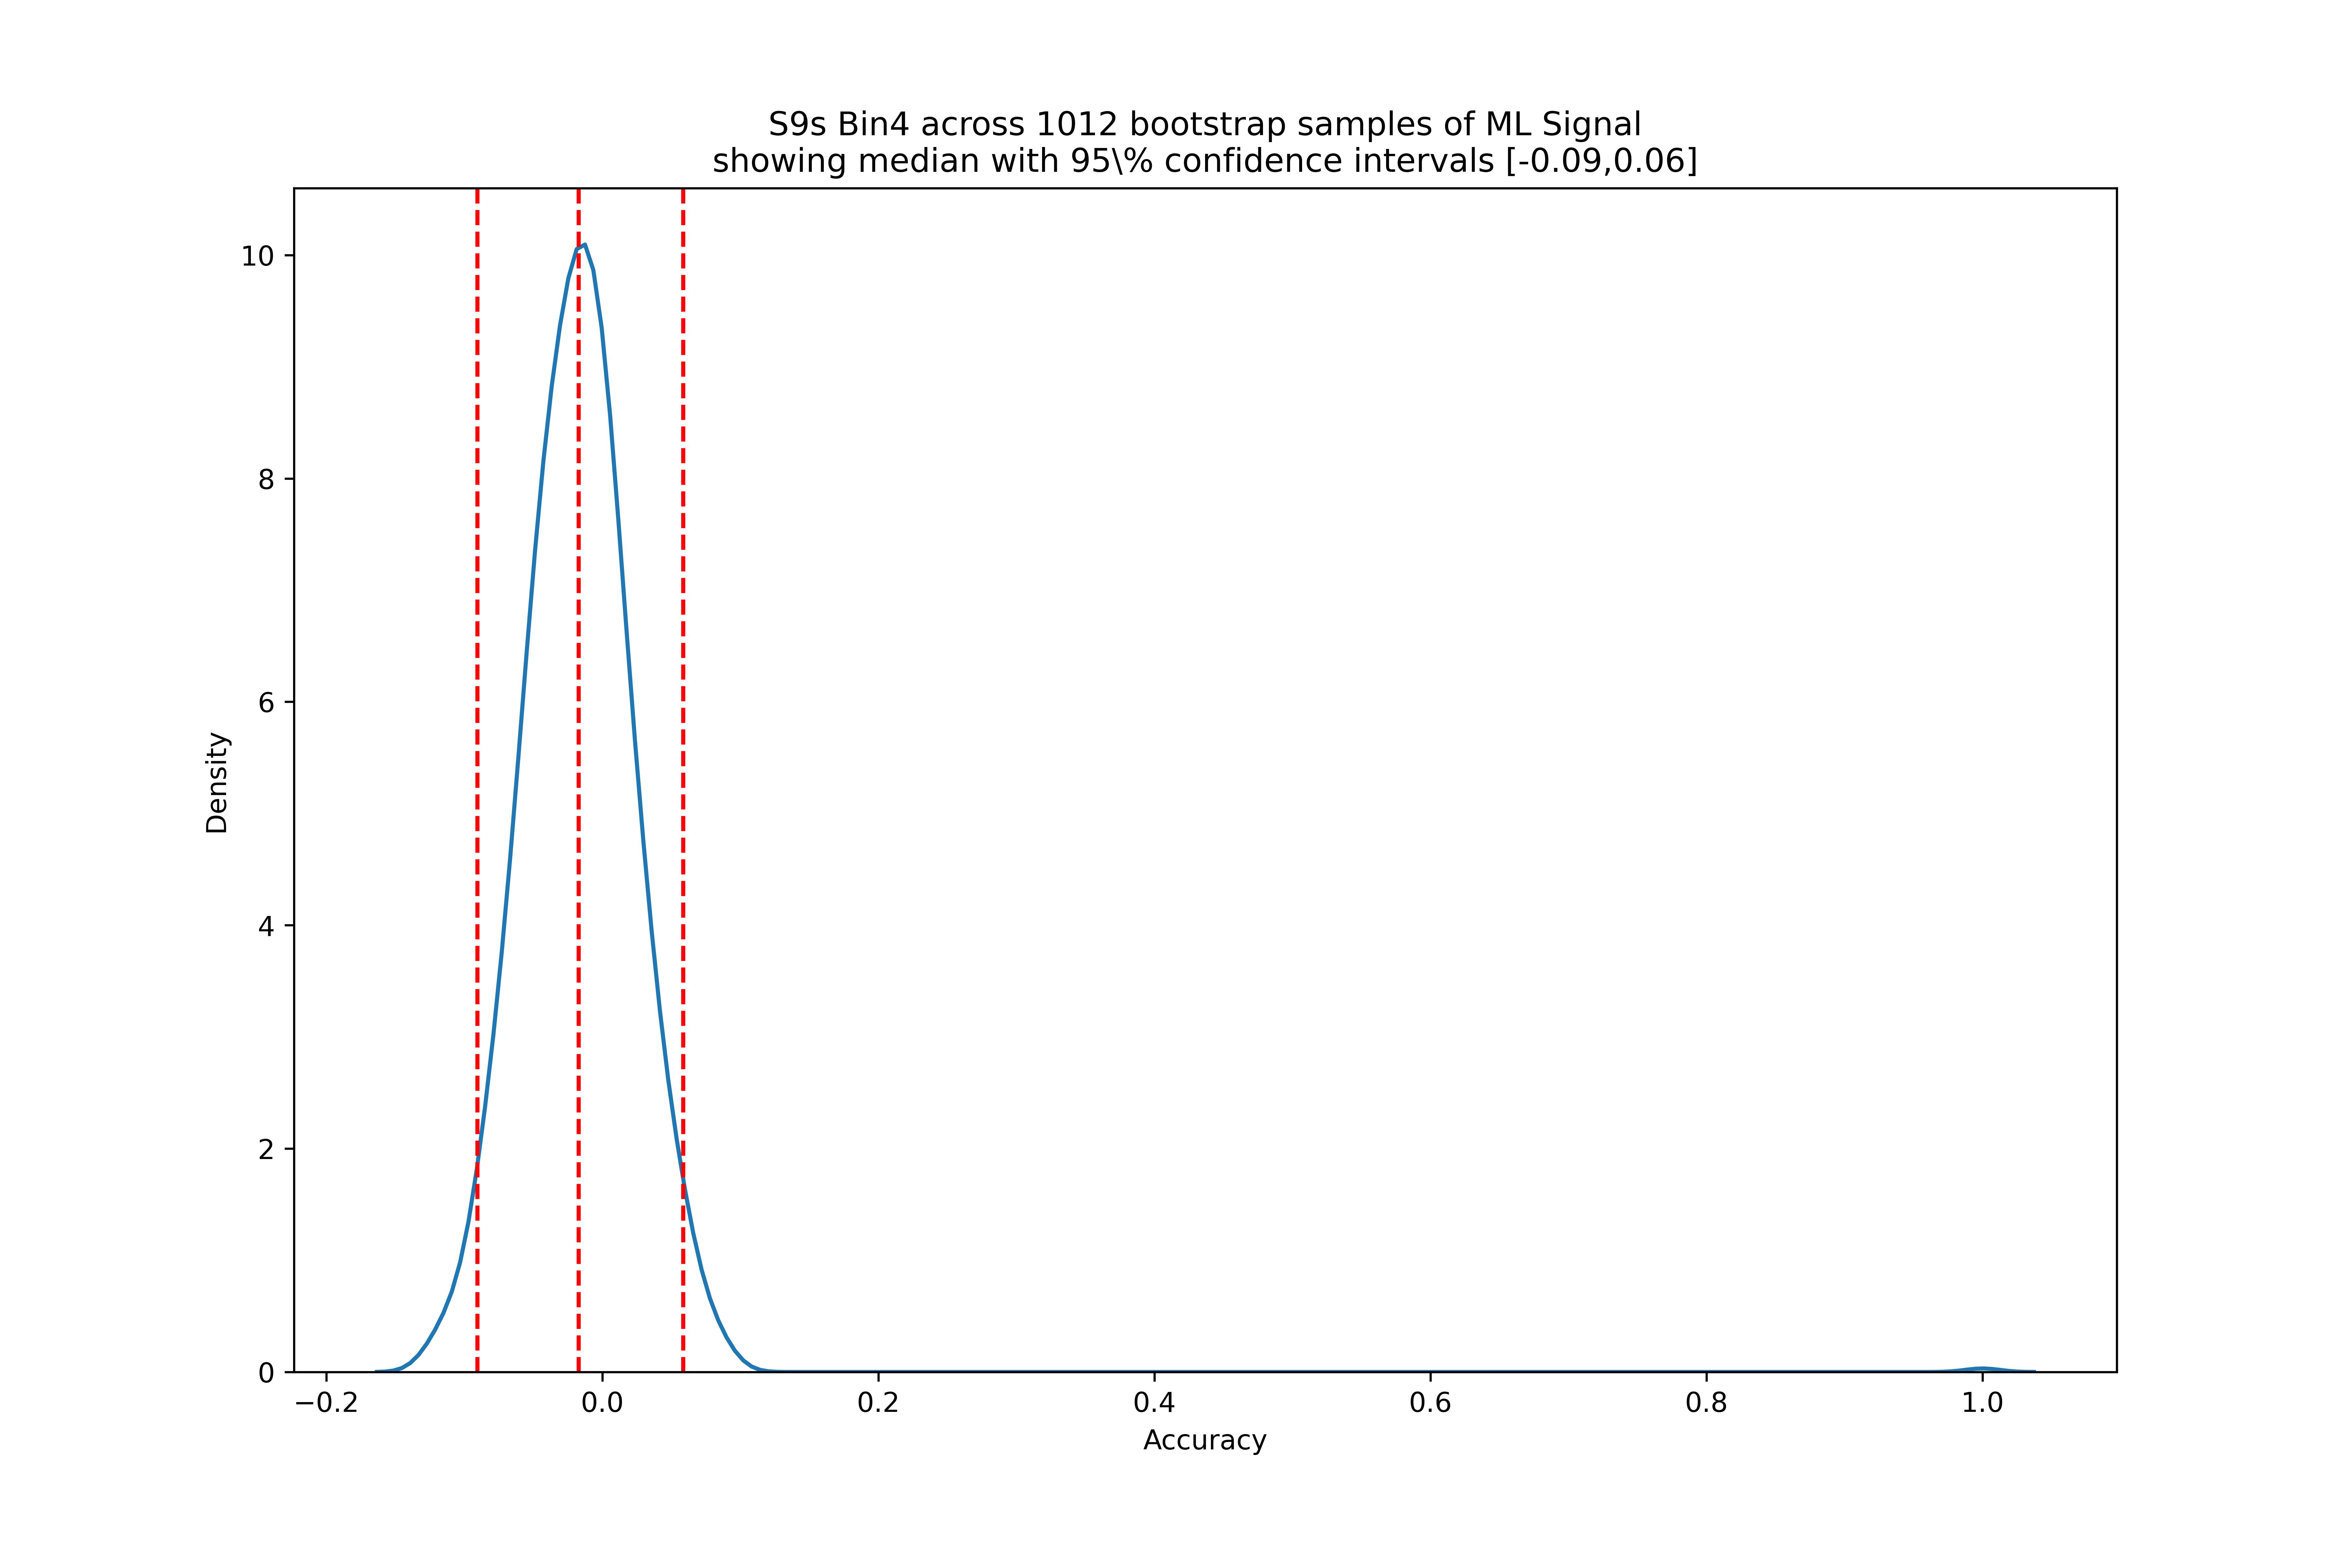 S9s Bin4 across 1012 bootstrap samples of ML Signal
showing median with 95\% confidence intervals [-0.09,0.06]
10
8
6
4
2
0
Density
−0.2 0.0 0.2 0.4 0.6 0.8 1.0
Accuracy